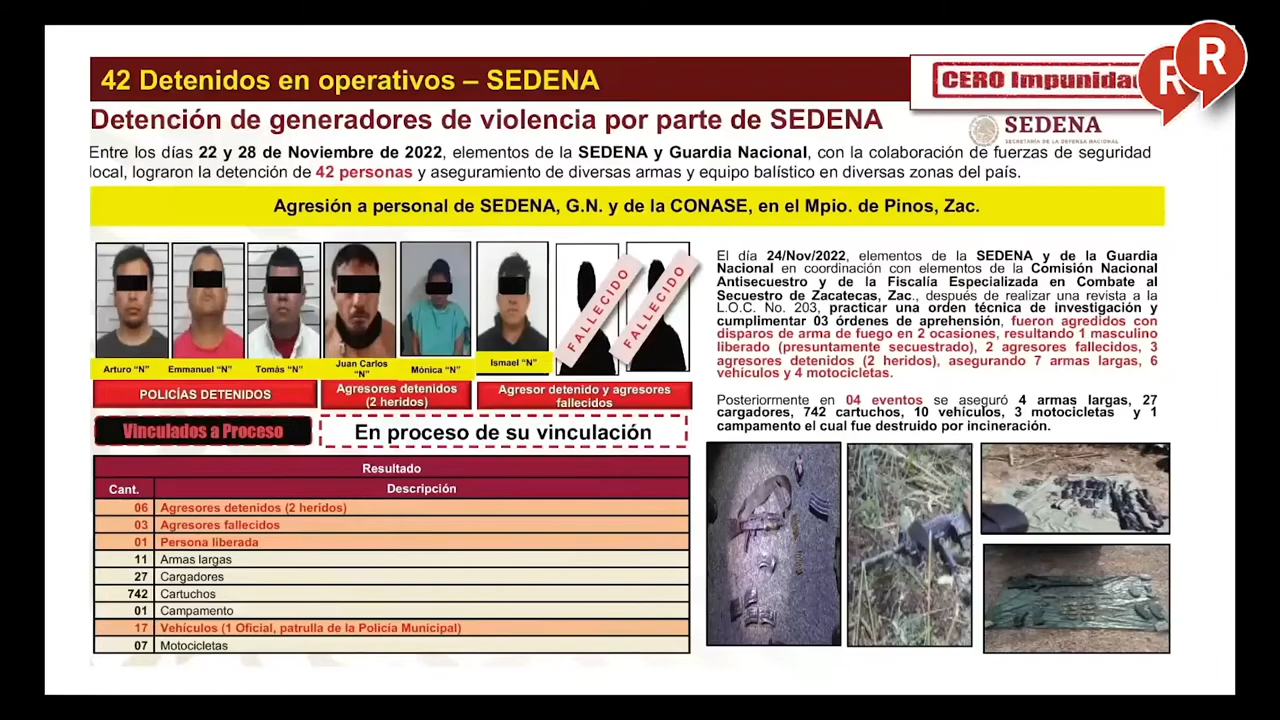 42 Detenidos en operativos – SEDENA
CERO Impunida
R
R
Detención de generadores de violencia por parte de SEDENA
SEDENA
SECRETARÍA DE LA DEFENSA NACIONAL
Entre los días 22 y 28 de Noviembre de 2022, elementos de la SEDENA y Guardia Nacional, con la colaboración de fuerzas de seguridad
local, lograron la detención de 42 personas y aseguramiento de diversas armas y equipo balístico en diversas zonas del país.
Agresión a personal de SEDENA, G.N. y de la CONASE, en el Mpio. de Pinos, Zac.
FALLECIDO
FALLECIDO
Arturo “N”
Emmanuel “N”
Tomás “N”
Juan Carlos
“N”
Mónica “N”
Ismael “N”
POLICÍAS DETENIDOS
Agresores detenidos
(2 heridos)
Agresor detenido y agresores
fallecidos
Vinculados a Proceso
En proceso de su vinculación
Resultado
Cant.
Descripción
06 Agresores detenidos (2 heridos)
03 Agresores fallecidos
01 Persona liberada
11 Armas largas
27 Cargadores
742 Cartuchos
01 Campamento
17 Vehículos (1 Oficial, patrulla de la Policía Municipal)
07 Motocicletas
El día 24/Nov/2022, elementos de la SEDENA y de la Guardia
Nacional en coordinación con elementos de la Comisión Nacional
Antisecuestro y de la Fiscalía Especializada en Combate al
Secuestro de Zacatecas, Zac., después de realizar una revista a la
L.O.C. No. 203, practicar una orden técnica de investigación y
cumplimentar 03 órdenes de aprehensión, fueron agredidos con
disparos de arma de fuego en 2 ocasiones, resultando 1 masculino
liberado (presuntamente secuestrado), 2 agresores fallecidos, 3
agresores detenidos (2 heridos), asegurando 7 armas largas, 6
vehículos y 4 motocicletas.
Posteriormente en 04 eventos se aseguró 4 armas largas, 27
cargadores, 742 cartuchos, 10 vehículos, 3 motocicletas y 1
campamento el cual fue destruido por incineración.